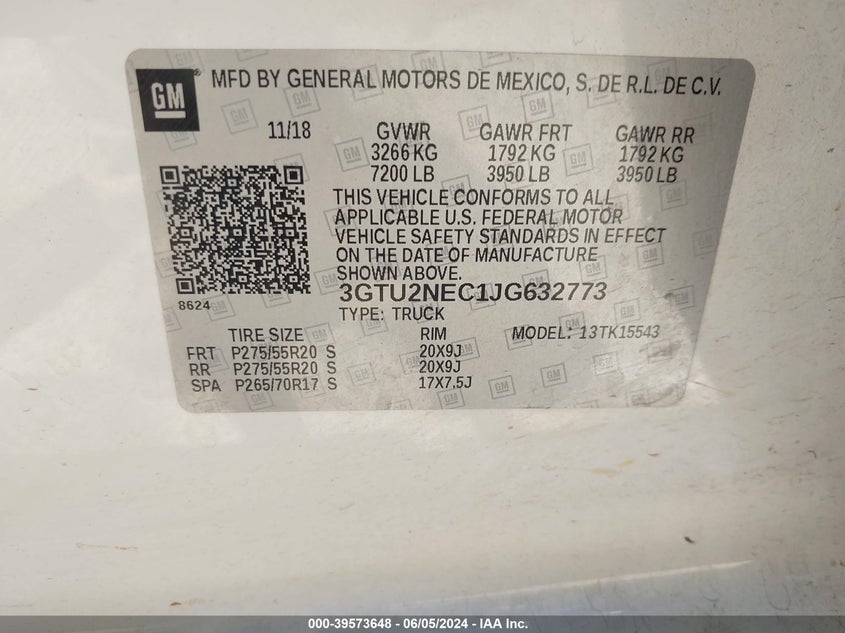 GM® MFD BY GENERAL MOTORS DE MEXICO, S. DE R.L. DE C.V.
11/18 GVWR GAWR FRT GAWR RR
3266 KG 1792 KG 1792 KG
7200 LB 3950 LB 3950 LB
THIS VEHICLE CONFORMS TO ALL
APPLICABLE U.S. FEDERAL MOTOR
VEHICLE SAFETY STANDARDS IN EFFECT
ON THE DATE OF MANUFACTURE
SHOWN ABOVE.
8624 3GTU2NEC1JG632773
TYPE: TRUCK
TIRE SIZE RIM MODEL: 13TK15543
FRT P275/55R20 S 20X9J
RR P275/55R20 S 20X9J
SPA P265/70R17 S 17X7.5J
000-39573648 - 06/05/2024 - IAA Inc.